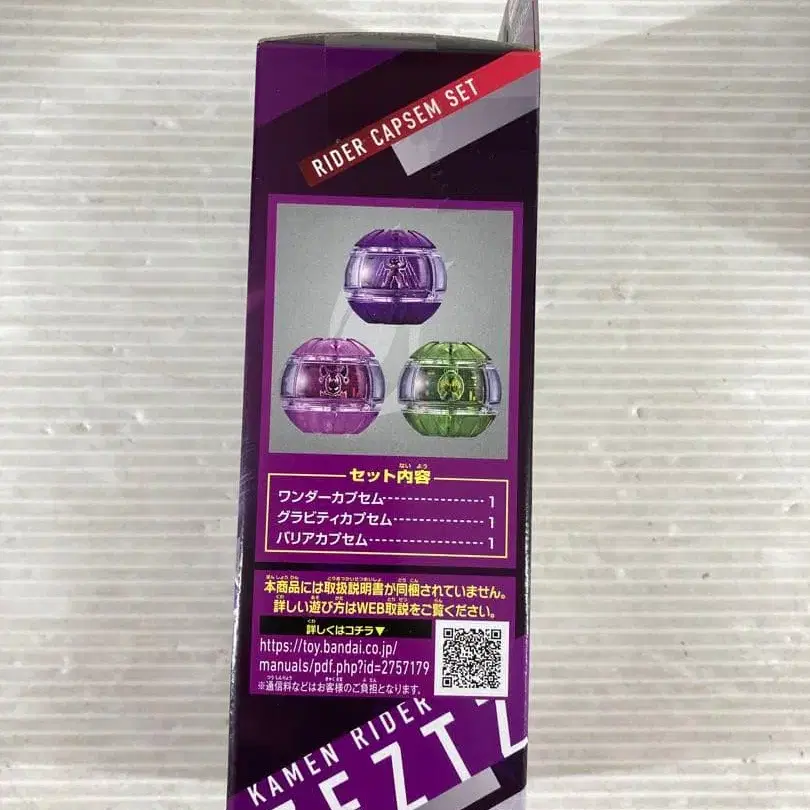 RIDER CAPSEM SET
セット内容
ワンダーカプセム----------------1
グラビティカプセム---------------1
バリアカプセム------------------1
本商品には取扱説明書が同梱されていません。
詳しい遊び方はWEB取説をご覧ください。
詳しくはコチラ▼
https://toy.bandai.co.jp/
manuals/pdf.php?id=2757179
※通信料などはお客様のご負担となります。
KAMEN RIDER
ZEZTZ